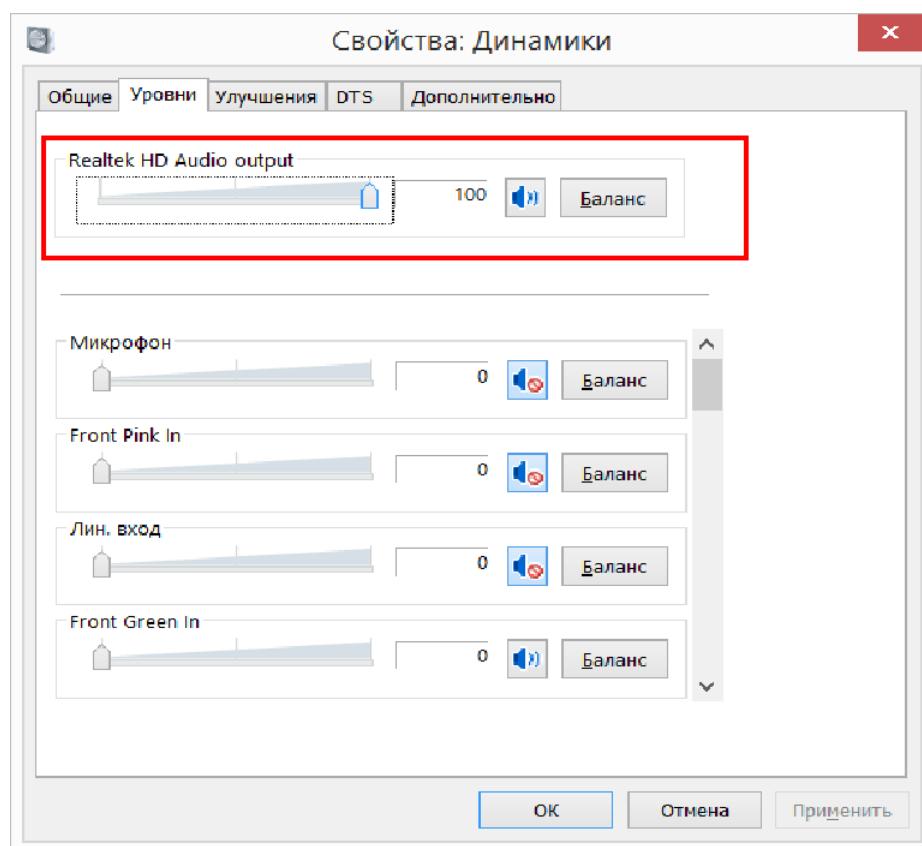 Свойства: Динамики
Общие Уровни Улучшения DTS Дополнительно
Realtek HD Audio output
100 Баланс
Микрофон
0 Баланс
Front Pink In
0 Баланс
Лин. вход
0 Баланс
Front Green In
0 Баланс
ОК Отмена Применить